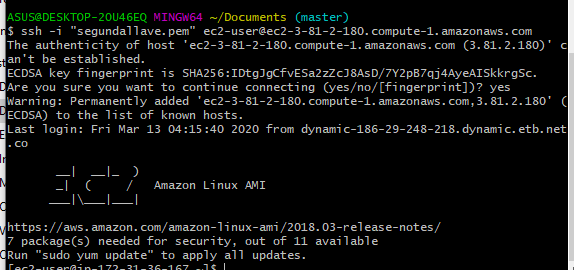 ASUS@DESKTOP-2OU46EQ MINGW64 ~/Documents (master)
$ ssh -i "segundallave.pem" ec2-user@ec2-3-81-2-180.compute-1.amazonaws.com
The authenticity of host 'ec2-3-81-2-180.compute-1.amazonaws.com (3.81.2.180)' c
an't be established.
ECDSA key fingerprint is SHA256:IDtgJgCfvESa2zZcJ8AsD/7Y2pB7qj4AyeAISkkrgSc.
Are you sure you want to continue connecting (yes/no/[fingerprint])? yes
Warning: Permanently added 'ec2-3-81-2-180.compute-1.amazonaws.com,3.81.2.180' (
ECDSA) to the list of known hosts.
Last login: Fri Mar 13 04:15:40 2020 from dynamic-186-29-248-218.dynamic.etb.net
.co
       __|  __|_  )
       _|  (     /   Amazon Linux AMI
      ___|\___|___|
https://aws.amazon.com/amazon-linux-ami/2018.03-release-notes/
7 package(s) needed for security, out of 11 available
Run "sudo yum update" to apply all updates.
[ec2-user@ip-172-31-36-167 ~]$